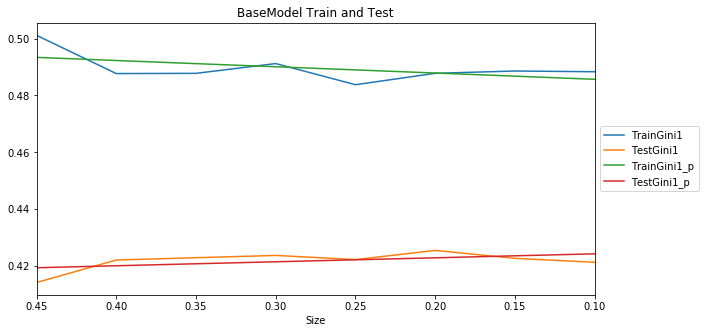 BaseModel Train and Test
0.50
0.48
0.46
0.44
0.42
0.45 0.40 0.35 0.30 0.25 0.20 0.15 0.10
Size
TrainGini1
TestGini1
TrainGini1_p
TestGini1_p